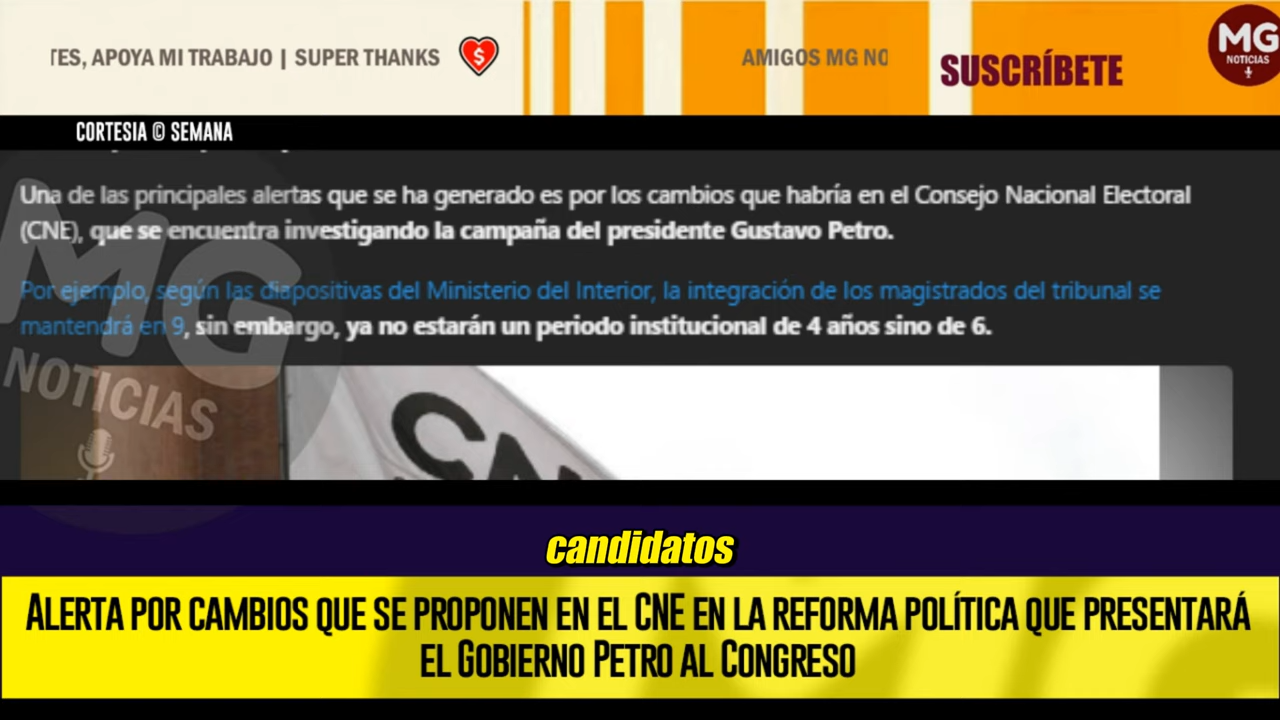 TES, APOYA MI TRABAJO | SUPER THANKS
AMIGOS MG NO
SUSCRÍBETE
MG
NOTICIAS
CORTESIA © SEMANA
Una de las principales alertas que se ha generado es por los cambios que habría en el Consejo Nacional Electoral
(CNE), que se encuentra investigando la campaña del presidente Gustavo Petro.
Por ejemplo, según las diapositivas del Ministerio del Interior, la integración de los magistrados del tribunal se
mantendrá en 9, sin embargo, ya no estarán un periodo institucional de 4 años sino de 6.
MG
NOTICIAS
candidatos
ALERTA POR CAMBIOS QUE SE PROPONEN EN EL CNE EN LA REFORMA POLÍTICA QUE PRESENTARÁ
EL GOBIERNO PETRO AL CONGRESO